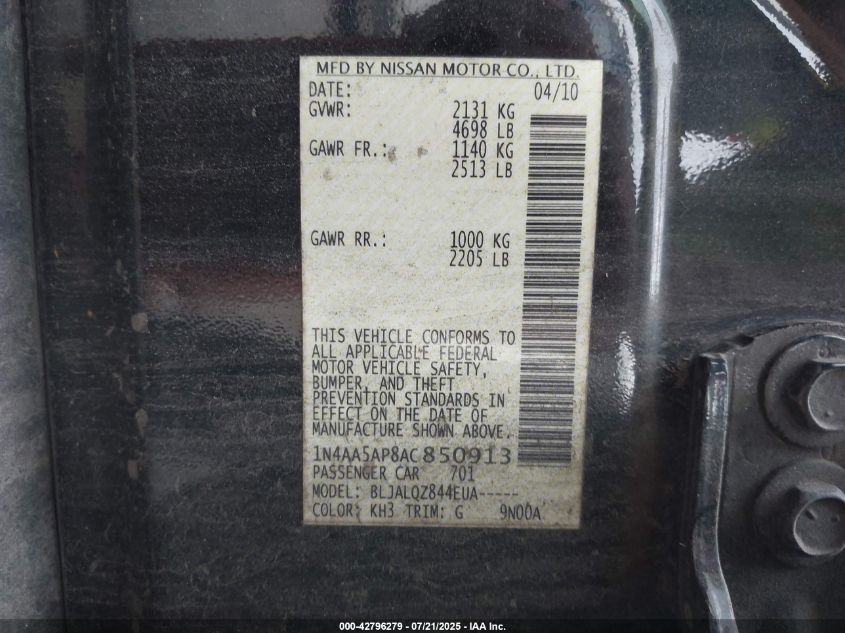 MFD BY NISSAN MOTOR CO., LTD.
DATE: 04/10
GVWR: 2131 KG
4698 LB
GAWR FR.: 1140 KG
2513 LB
GAWR RR.: 1000 KG
2205 LB
THIS VEHICLE CONFORMS TO
ALL APPLICABLE FEDERAL
MOTOR VEHICLE SAFETY,
BUMPER, AND THEFT
PREVENTION STANDARDS IN
EFFECT ON THE DATE OF
MANUFACTURE SHOWN ABOVE.
1N4AA5AP8AC850913
PASSENGER CAR 701
MODEL: BLJALQZ844EUA-----
COLOR: KH3 TRIM: G 9N00A
000-42796279 - 07/21/2025 - IAA Inc.